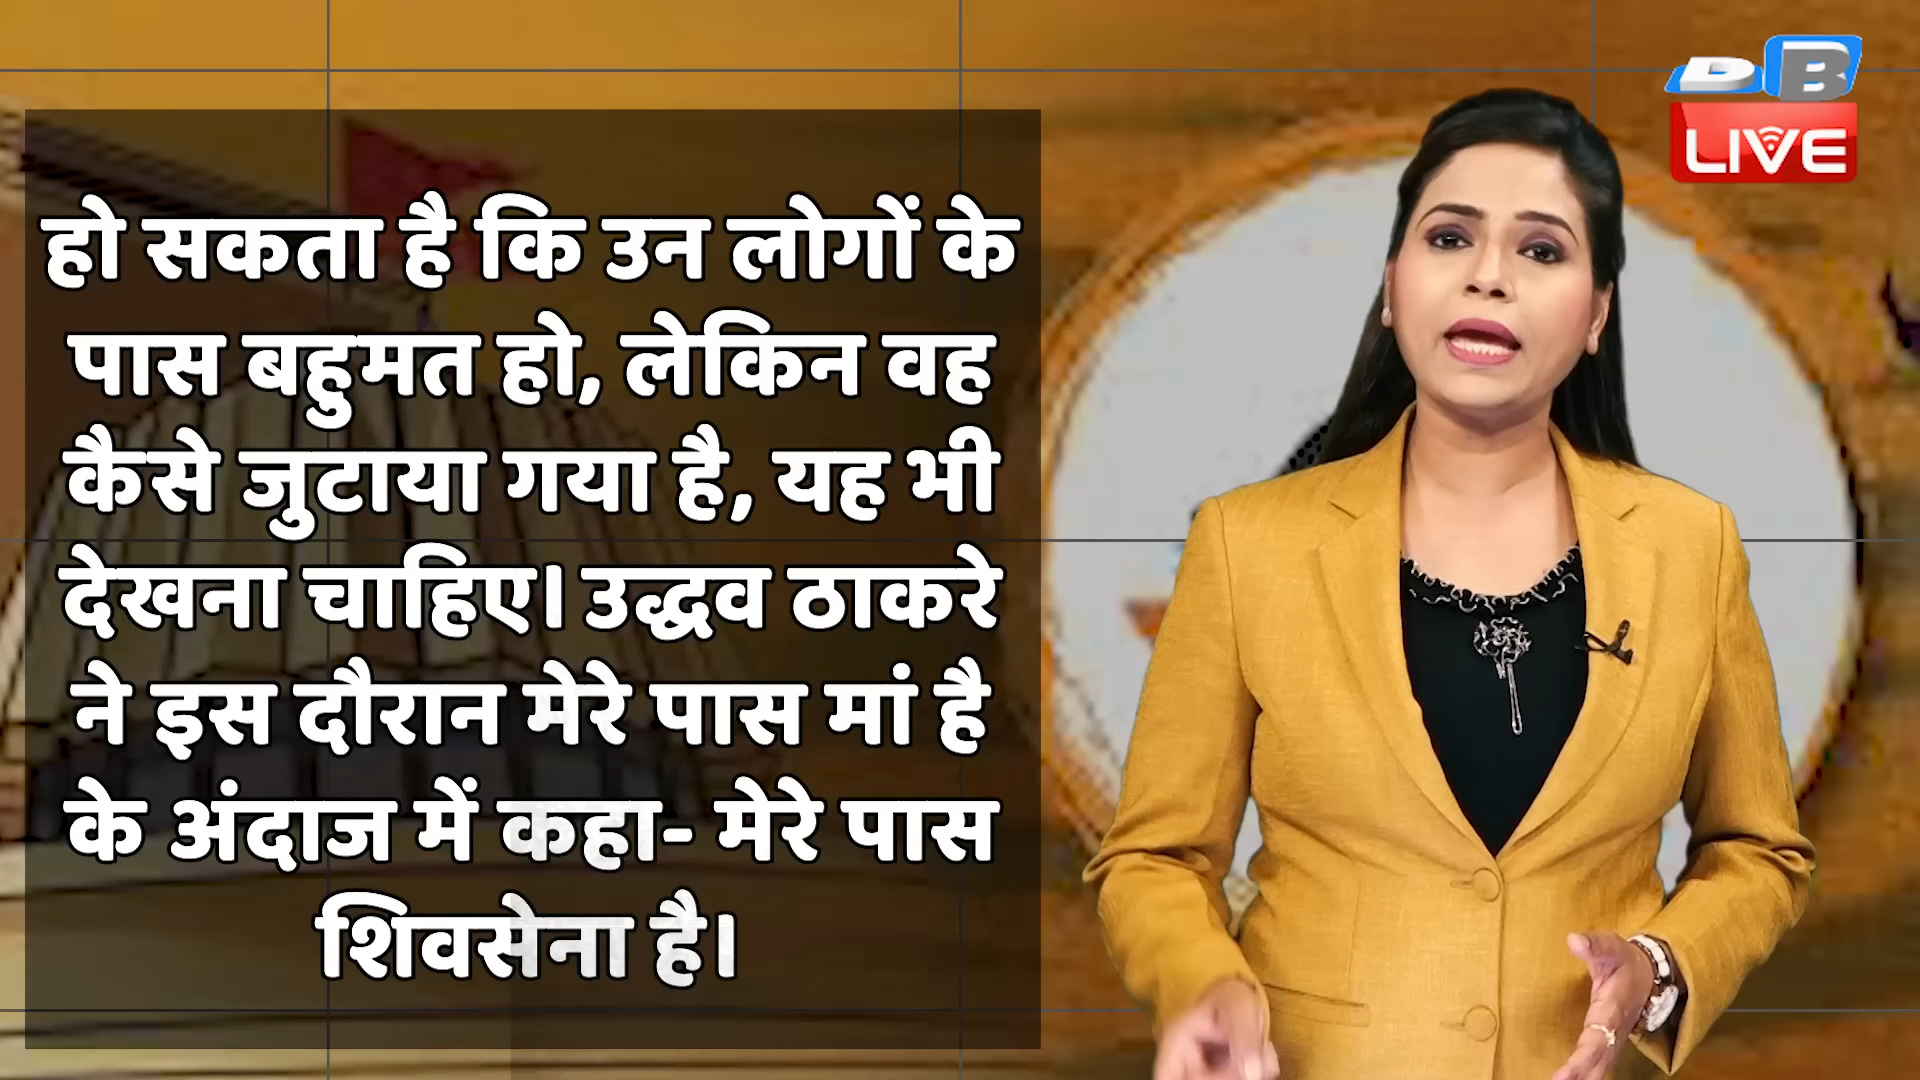 हो सकता है कि उन लोगों के
पास बहुमत हो, लेकिन वह
कैसे जुटाया गया है, यह भी
देखना चाहिए। उद्धव ठाकरे
ने इस दौरान मेरे पास मां है
के अंदाज में कहा- मेरे पास
शिवसेना है।
DB
LIVE